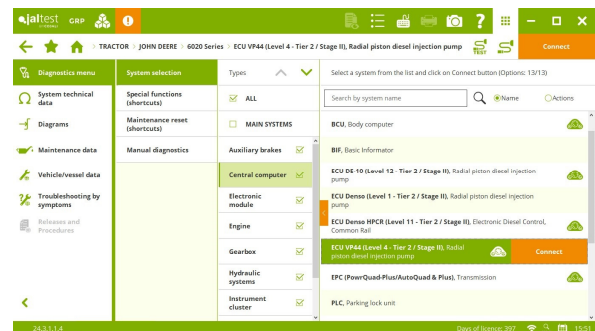 jaltest GRP
TRACTOR > JOHN DEERE > 6020 Series > ECU VP44 (Level 4 - Tier 2 / Stage II), Radial piston diesel injection pump
TEST
Connect
Diagnostics menu
System selection
Types
Select a system from the list and click on Connect button (Options: 13/13)
System technical
data
Diagrams
Maintenance data
Vehicle/vessel data
Troubleshooting by
symptoms
Releases and
Procedures
Special functions
(shortcuts)
Maintenance reset
(shortcuts)
Manual diagnostics
ALL
MAIN SYSTEMS
Auxiliary brakes
Central computer
Electronic
module
Engine
Gearbox
Hydraulic
systems
Instrument
cluster
Search by system name
Name
Actions
BCU, Body computer
BIF, Basic Informator
ECU DE-10 (Level 12 - Tier 2 / Stage II), Radial piston diesel injection
pump
ECU Denso (Level 1 - Tier 2 / Stage II), Radial piston diesel injection
pump
ECU Denso HPCR (Level 11 - Tier 2 / Stage II), Electronic Diesel Control,
Common Rail
ECU VP44 (Level 4 - Tier 2 / Stage II), Radial
piston diesel injection pump
Connect
EPC (PowrQuad-Plus/AutoQuad & Plus), Transmission
PLC, Parking lock unit
24.3.1.1.4
Days of licence: 397
15:51